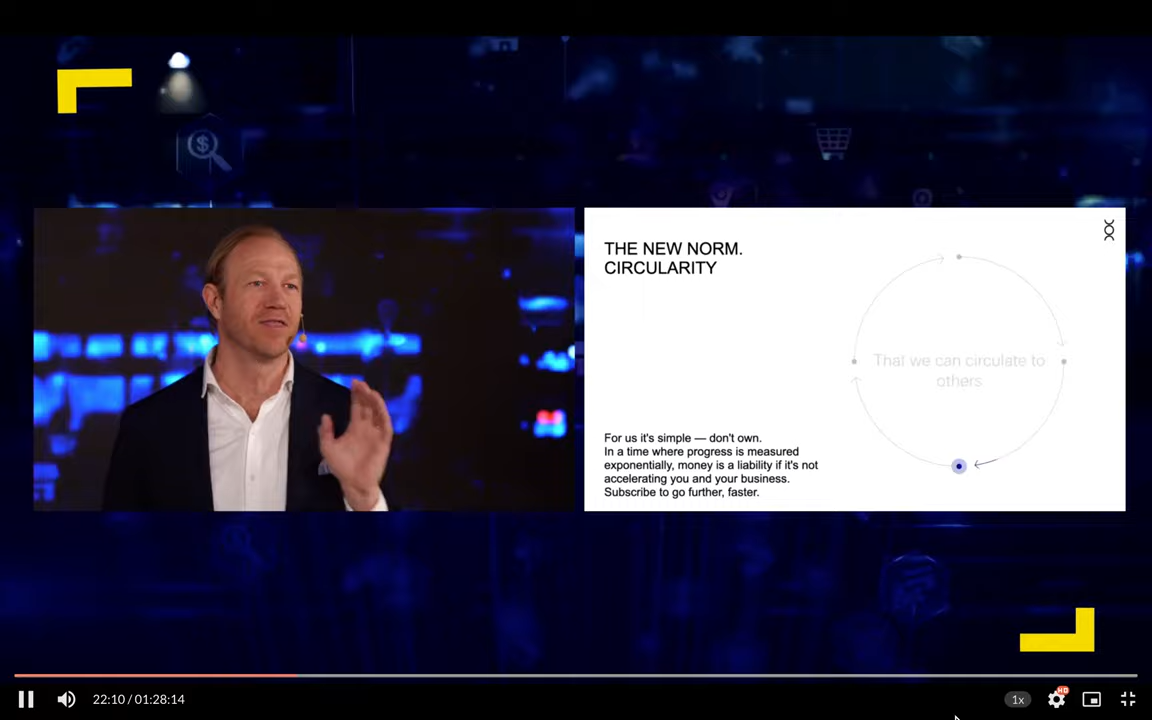 THE NEW NORM.
CIRCULARITY
That we can circulate to
others
For us it's simple — don't own.
In a time where progress is measured
exponentially, money is a liability if it's not
accelerating you and your business.
Subscribe to go further, faster.
22:10 / 01:28:14
1x
HD